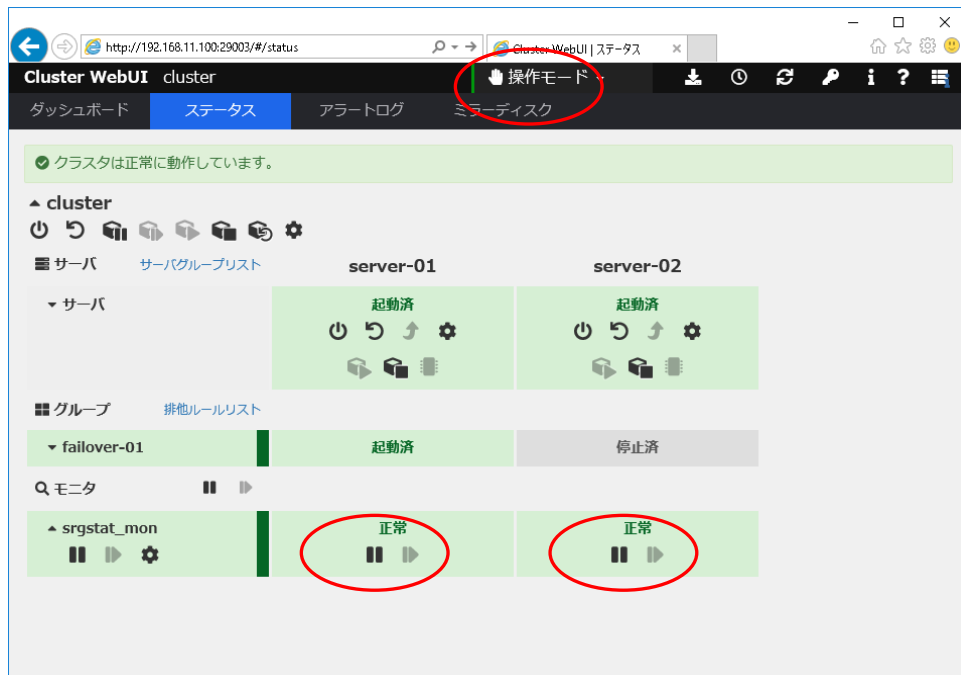 http://192.168.11.100:29003/#/status
Cluster WebUI | ステータス
Cluster WebUI cluster
操作モード
ダッシュボード ステータス アラートログ ミラーディスク
クラスタは正常に動作しています。
cluster
サーバ サーバグループリスト server-01 server-02
サーバ 起動済 起動済
グループ 排他ルールリスト
failover-01 起動済 停止済
モニタ
srgstat_mon 正常 正常